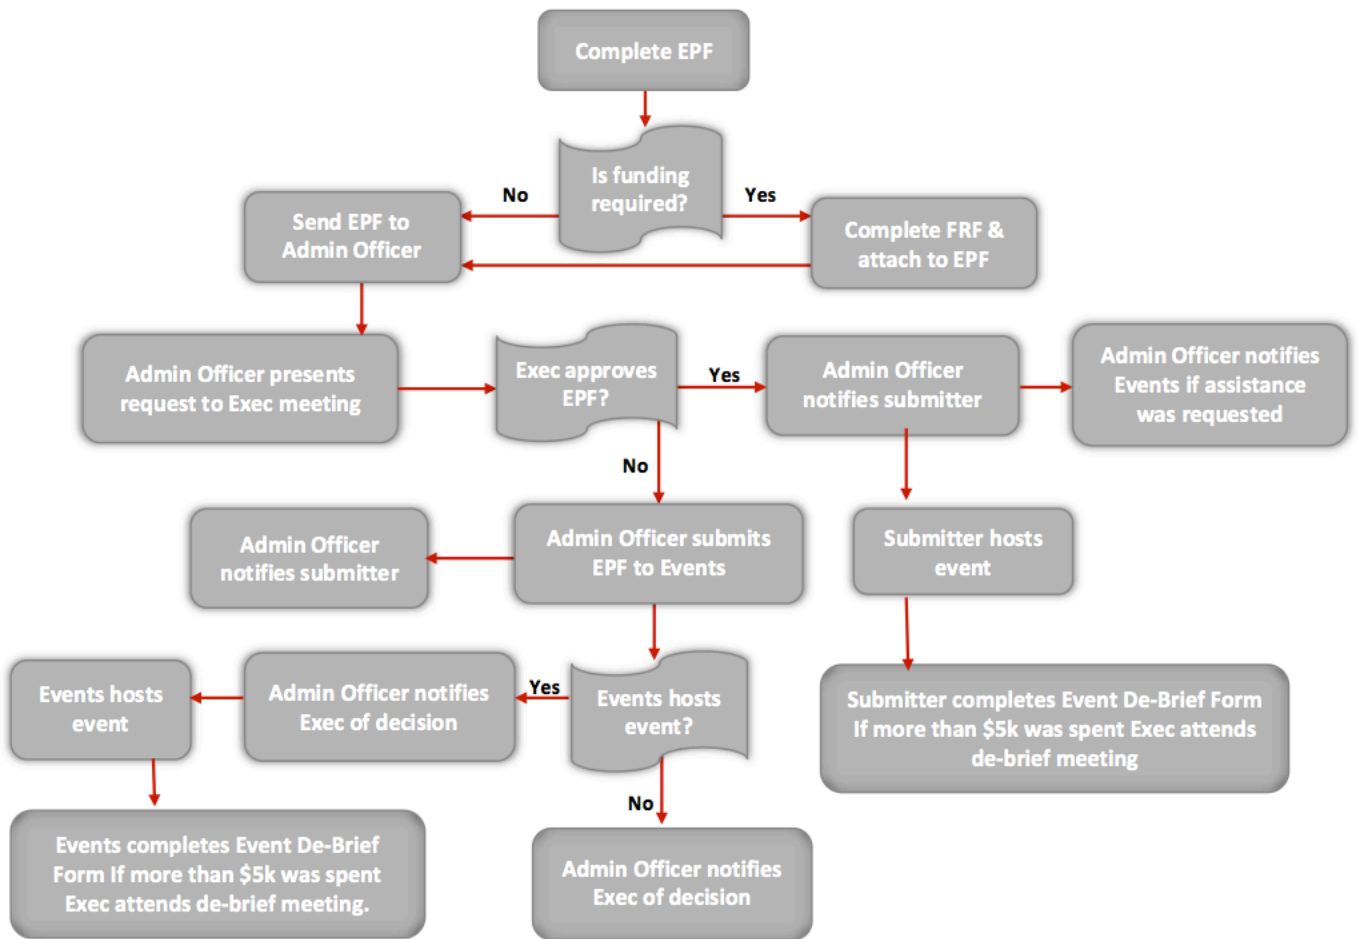 Complete EPF
Is funding
required?
No
Yes
Send EPF to
Admin Officer
Complete FRF &
attach to EPF
Admin Officer presents
request to Exec meeting
Exec approves
EPF?
Yes
Admin Officer
notifies submitter
Admin Officer notifies
Events if assistance
was requested
No
Admin Officer
notifies submitter
Admin Officer submits
EPF to Events
Submitter hosts
event
Events hosts
event
Admin Officer notifies
Exec of decision
Yes
Events hosts
event?
Submitter completes Event De-Brief Form
If more than $5k was spent Exec attends
de-brief meeting
No
Events completes Event De-Brief
Form If more than $5k was spent
Exec attends de-brief meeting.
Admin Officer notifies
Exec of decision